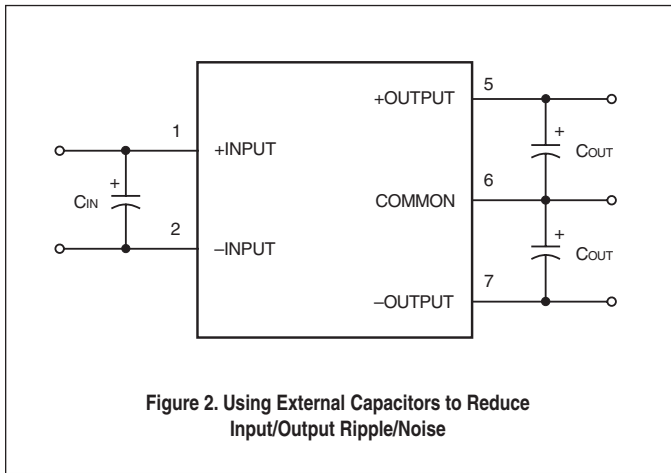 5
+OUTPUT
+
1
+INPUT
COUT
6
+
CIN
COMMON
+
2
–INPUT
COUT
7
–OUTPUT
Figure 2. Using External Capacitors to Reduce
Input/Output Ripple/Noise